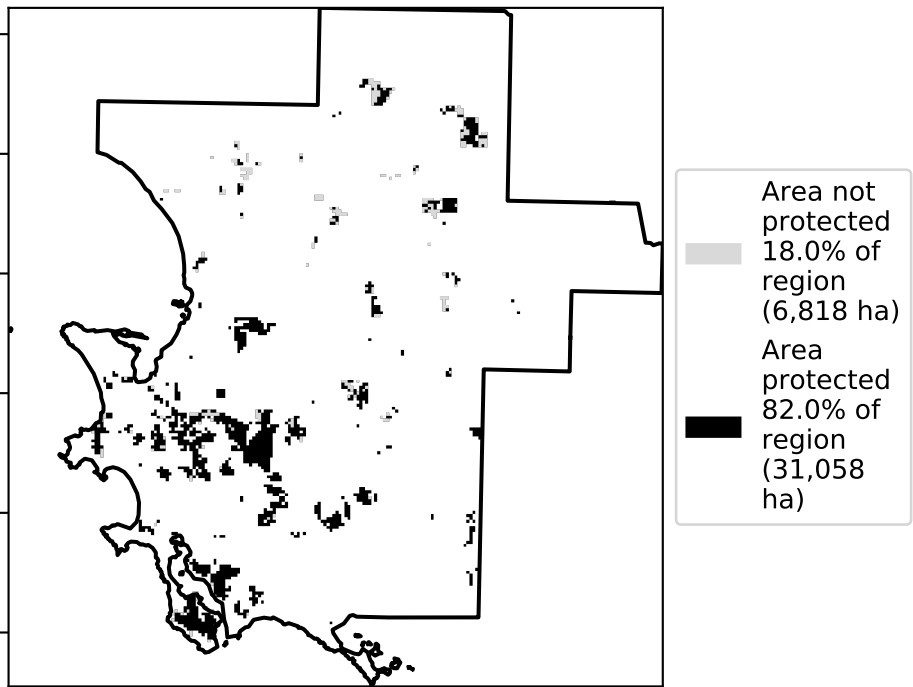 Area not
protected
18.0% of
region
(6,818 ha)
Area
protected
82.0% of
region
(31,058
ha)